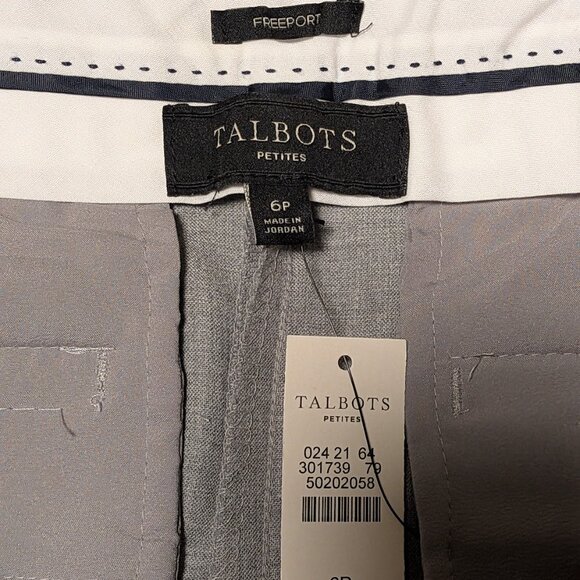 FREEPORT
TALBOTS
PETITES
6P
MADE IN
JORDAN
TALBOTS
PETITES
024 21 64
301739 79
50202058